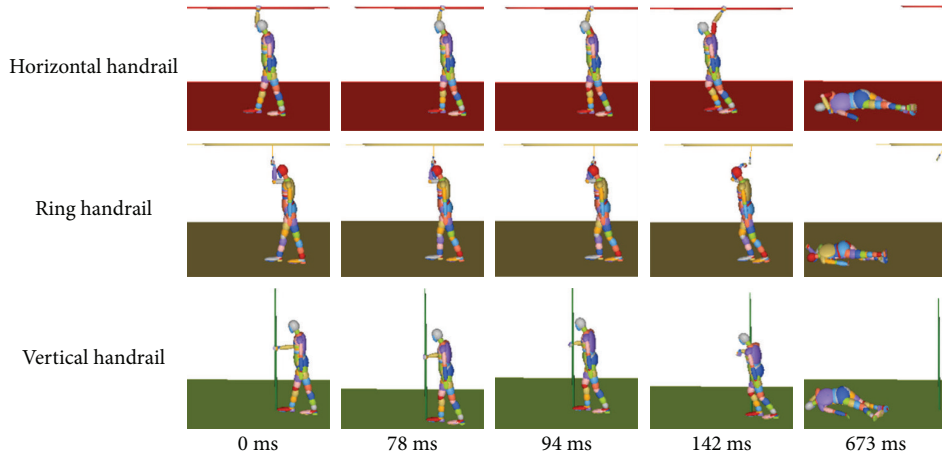 Horizontal handrail
Ring handrail
Vertical handrail
0 ms 78 ms 94 ms 142 ms 673 ms